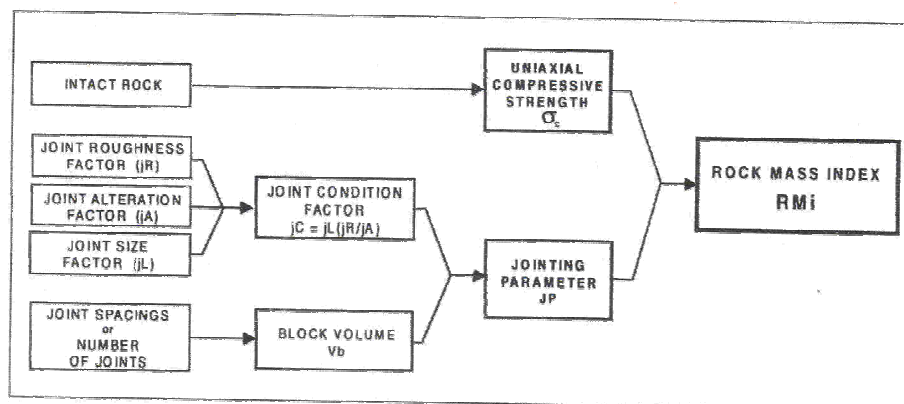 INTACT ROCK
UNIAXIAL
COMPRESSIVE
STRENGTH
σc
JOINT ROUGHNESS
FACTOR (jR)
JOINT ALTERATION
FACTOR (jA)
JOINT SIZE
FACTOR (jL)
JOINT CONDITION
FACTOR
jC = jL(jR/jA)
JOINT SPACINGS
or
NUMBER
OF JOINTS
BLOCK VOLUME
Vb
JOINTING
PARAMETER
JP
ROCK MASS INDEX
RMi